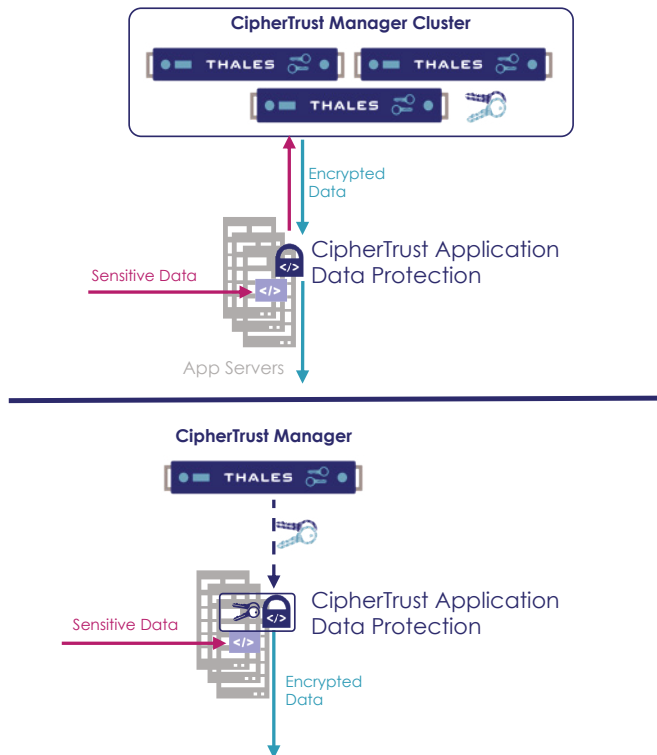 CipherTrust Manager Cluster
THALES
THALES
THALES
Encrypted
Data
CipherTrust Application
Data Protection
Sensitive Data
</>
</>
App Servers
CipherTrust Manager
THALES
CipherTrust Application
Data Protection
</>
Sensitive Data
</>
Encrypted
Data